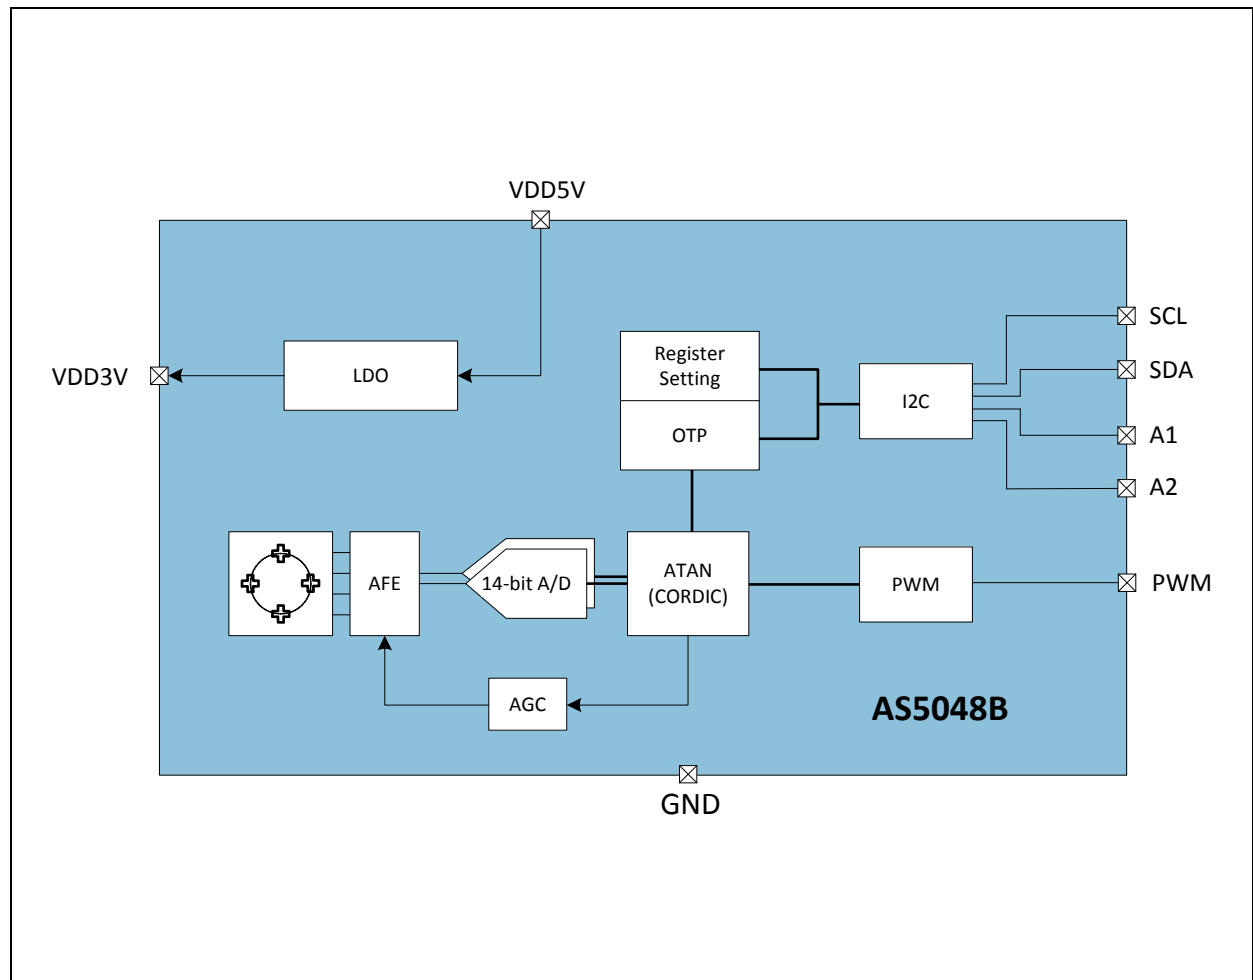 VDD5V
SCL
Register
Setting
VDD3V
LDO
SDA
I2C
OTP
A1
A2
AFE
14-bit A/D
ATAN
(CORDIC)
PWM
PWM
AGC
AS5048B
GND